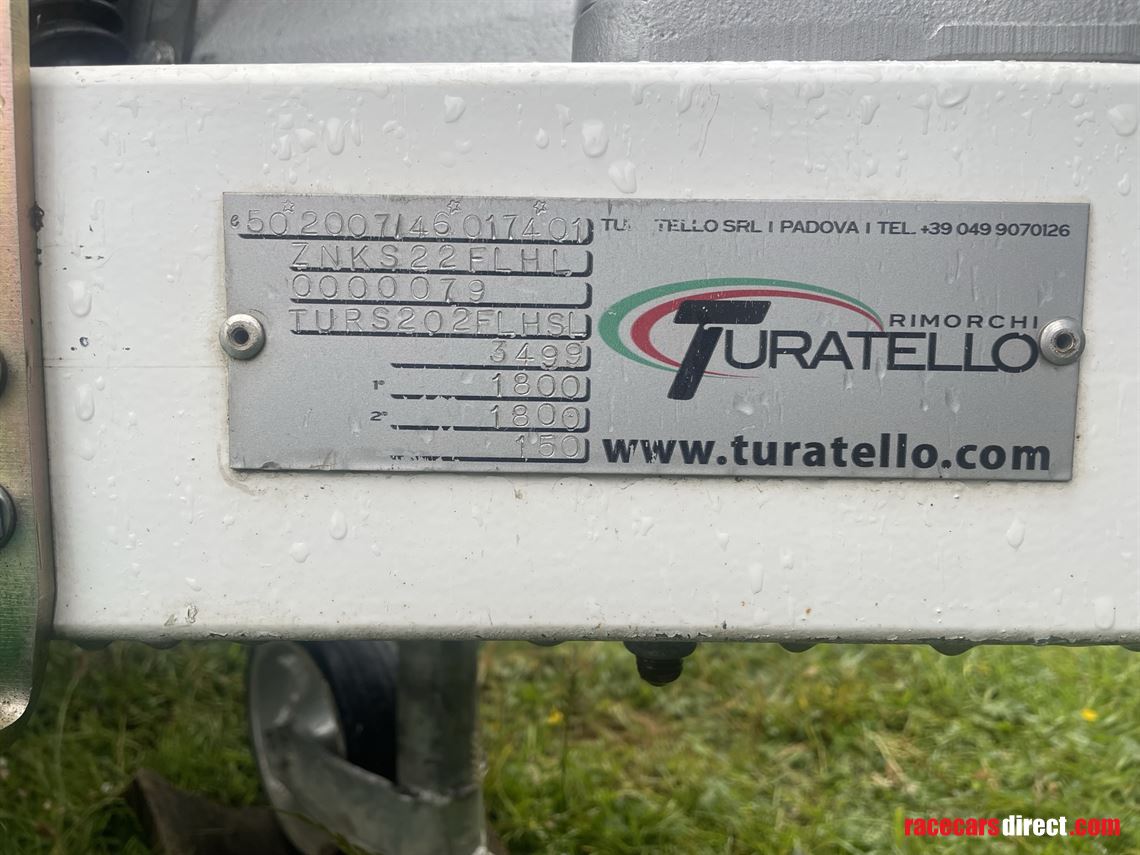 e50*2007/46*0174*01
ZNKS22FLHL
0000079
TURS202FLHSL
3499
1° 1800
2° 1800
150
TELLO SRL | PADOVA | TEL. +39 049 9070126
RIMORCHI
TURATELLO
www.turatello.com
racecarsdirect.com